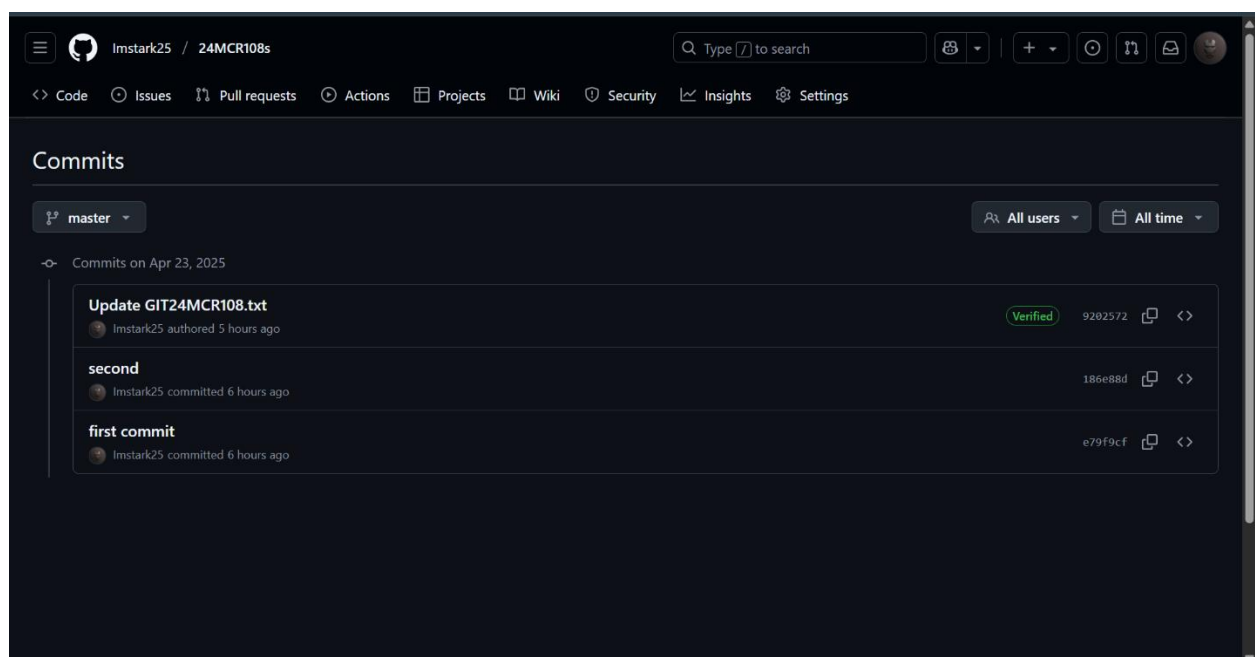 Imstark25 / 24MCR108s
Type / to search
Code Issues Pull requests Actions Projects Wiki Security Insights Settings
Commits
master
All users All time
Commits on Apr 23, 2025
Update GIT24MCR108.txt
Verified 9202572
Imstark25 authored 5 hours ago
second
186e88d
Imstark25 committed 6 hours ago
first commit
e79f9cf
Imstark25 committed 6 hours ago